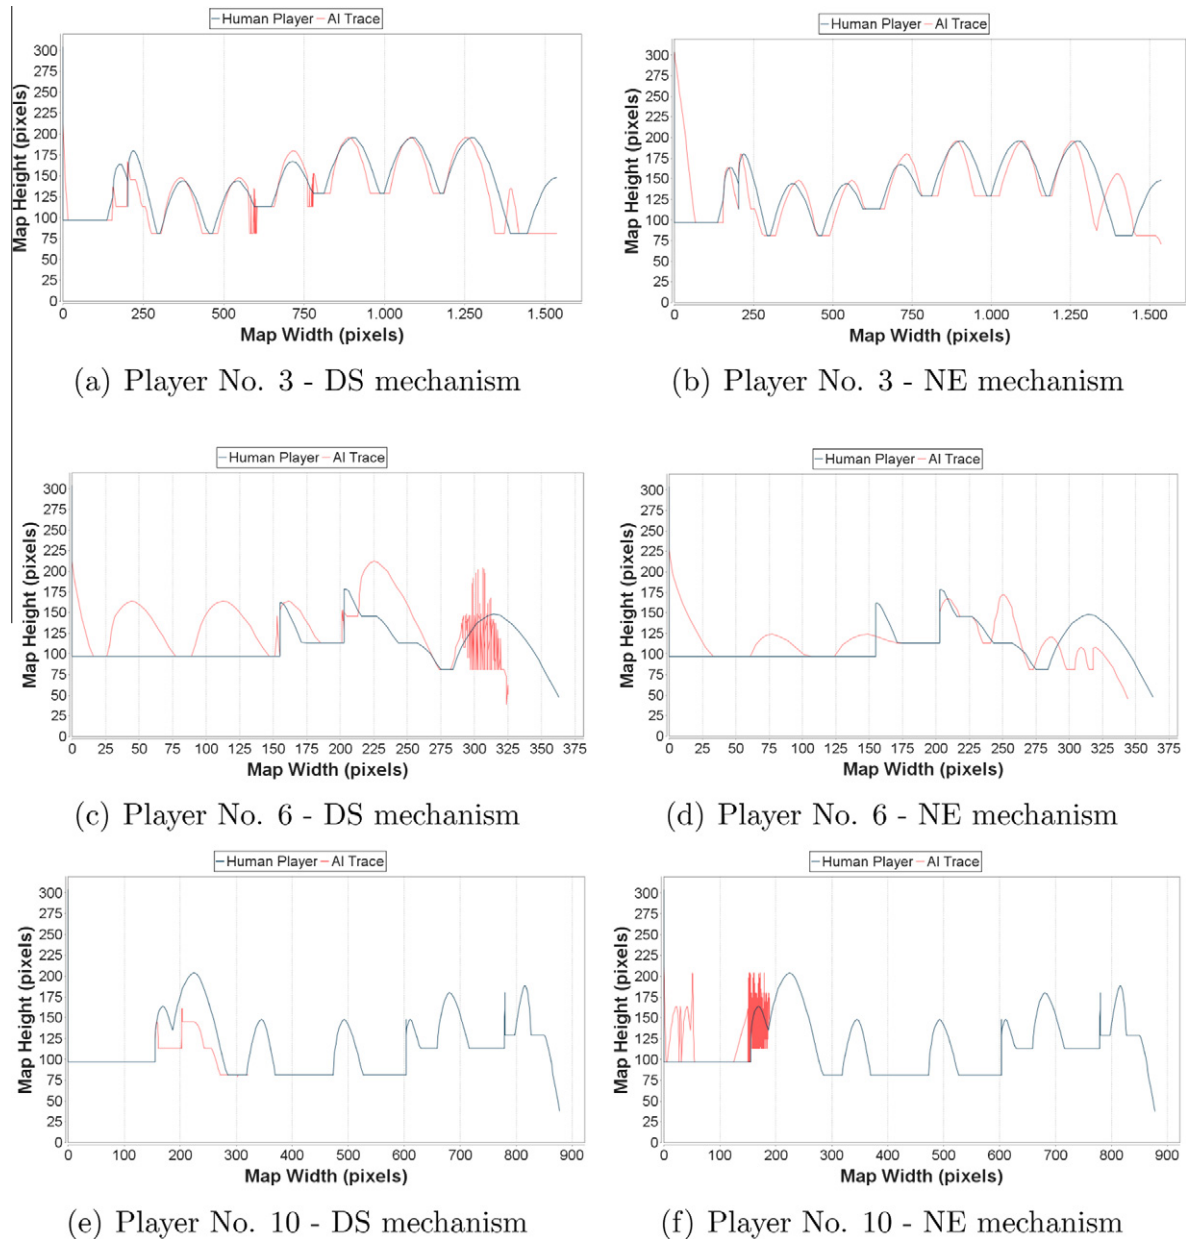 Human Player AI Trace
Map Height (pixels)
300
275
250
225
200
175
150
125
100
75
50
25
0
0 250 500 750 1.000 1.250 1.500
Map Width (pixels)
(a) Player No. 3 - DS mechanism
Human Player AI Trace
Map Height (pixels)
300
275
250
225
200
175
150
125
100
75
50
25
0
0 250 500 750 1.000 1.250 1.500
Map Width (pixels)
(b) Player No. 3 - NE mechanism
Human Player AI Trace
Map Height (pixels)
300
275
250
225
200
175
150
125
100
75
50
25
0
0 25 50 75 100 125 150 175 200 225 250 275 300 325 350 375
Map Width (pixels)
(c) Player No. 6 - DS mechanism
Human Player AI Trace
Map Height (pixels)
300
275
250
225
200
175
150
125
100
75
50
25
0
0 25 50 75 100 125 150 175 200 225 250 275 300 325 350 375
Map Width (pixels)
(d) Player No. 6 - NE mechanism
Human Player AI Trace
Map Height (pixels)
300
275
250
225
200
175
150
125
100
75
50
25
0
0 100 200 300 400 500 600 700 800 900
Map Width (pixels)
(e) Player No. 10 - DS mechanism
Human Player AI Trace
Map Height (pixels)
300
275
250
225
200
175
150
125
100
75
50
25
0
0 100 200 300 400 500 600 700 800 900
Map Width (pixels)
(f) Player No. 10 - NE mechanism